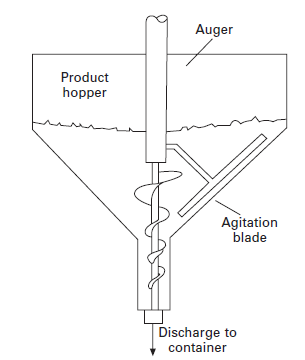 Auger
Product
hopper
Agitation
blade
Discharge to
container